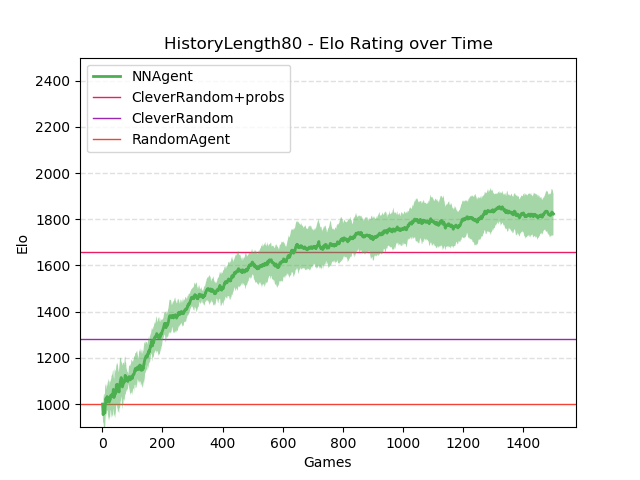 HistoryLength80 - Elo Rating over Time
NNAgent
CleverRandom+probs
CleverRandom
RandomAgent
2400
2200
2000
1800
1600
1400
1200
1000
Elo
0 200 400 600 800 1000 1200 1400
Games